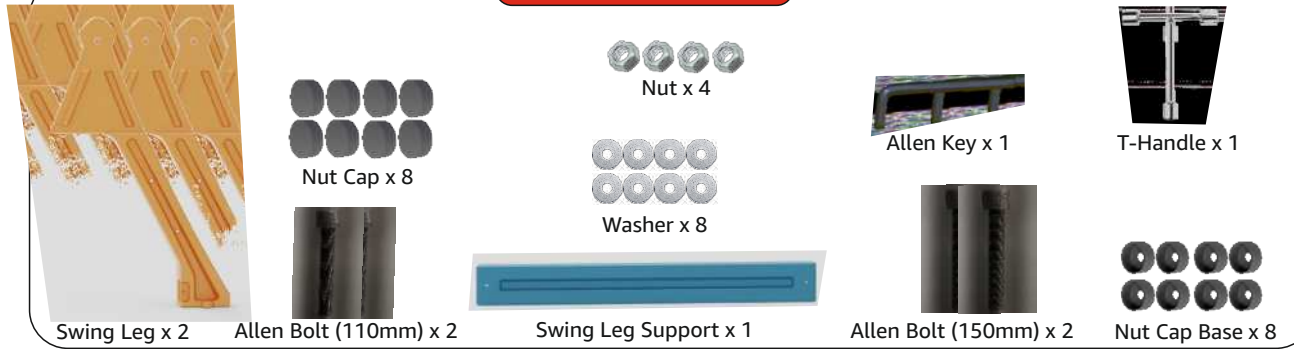 Nut x 4
Allen Key x 1
T-Handle x 1
Nut Cap x 8
Washer x 8
Swing Leg x 2
Allen Bolt (110mm) x 2
Swing Leg Support x 1
Allen Bolt (150mm) x 2
Nut Cap Base x 8